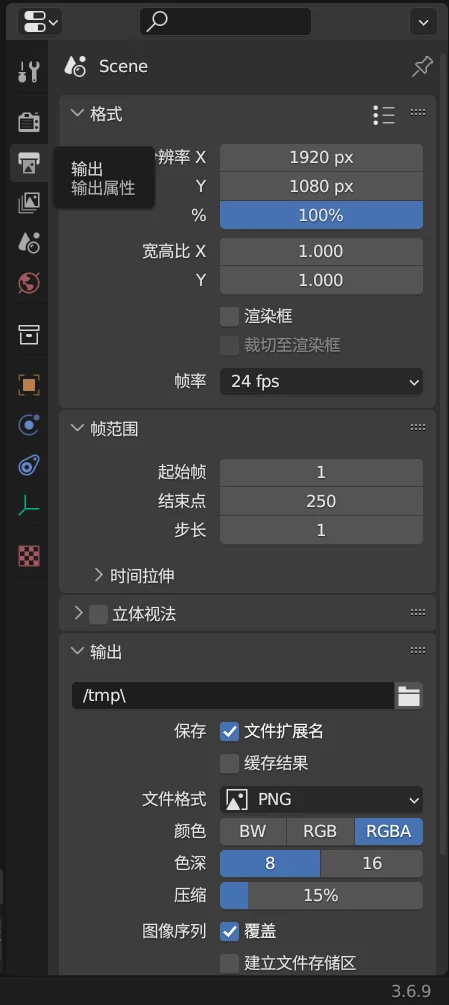 Scene
格式
辨率 X 1920 px
输出
输出属性
Y 1080 px
% 100%
宽高比 X 1.000
Y 1.000
渲染框
裁切至渲染框
帧率 24 fps
帧范围
起始帧 1
结束点 250
步长 1
时间拉伸
立体视法
输出
/tmp\
保存 文件扩展名
缓存结果
文件格式 PNG
颜色 BW RGB RGBA
色深 8 16
压缩 15%
图像序列 覆盖
建立文件存储区
3.6.9